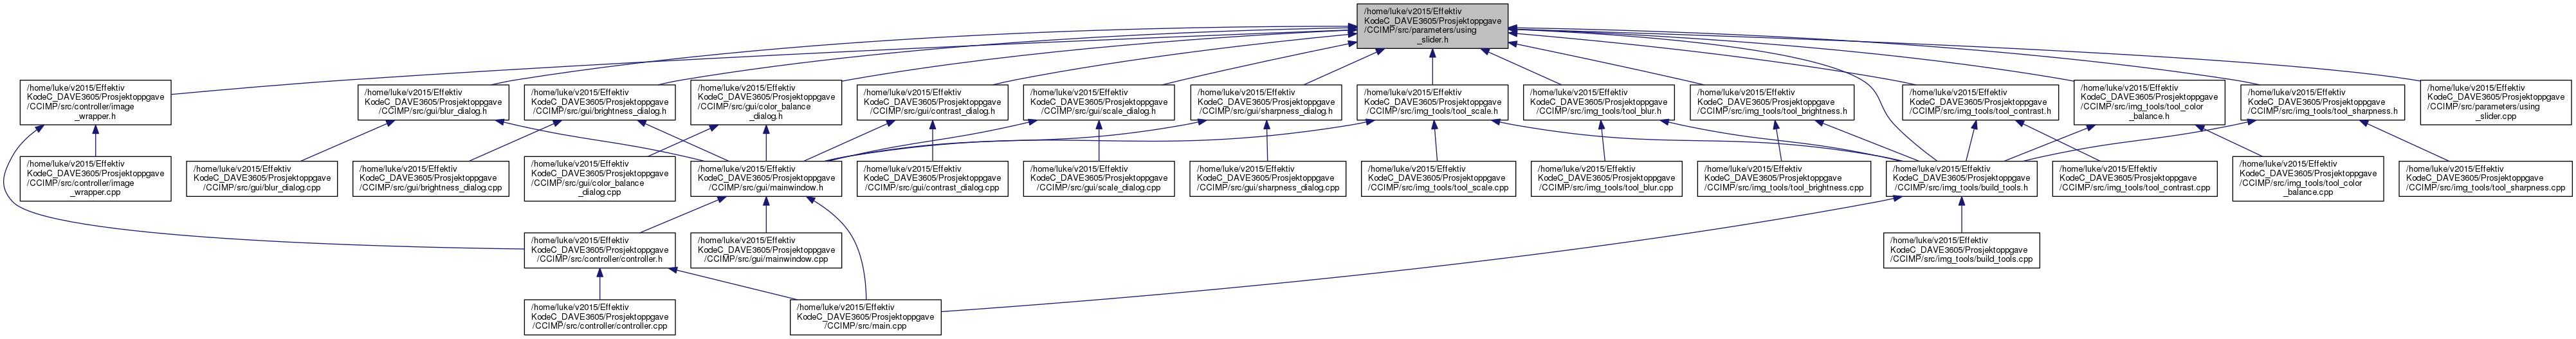 /home/luke/v2015/Effektiv
KodeC_DAVE3605/Prosjektoppgave
/CCIMP/src/parameters/using
_slider.h
/home/luke/v2015/Effektiv
KodeC_DAVE3605/Prosjektoppgave
/CCIMP/src/controller/image
_wrapper.h
/home/luke/v2015/Effektiv
KodeC_DAVE3605/Prosjektoppgave
/CCIMP/src/gui/blur_dialog.h
/home/luke/v2015/Effektiv
KodeC_DAVE3605/Prosjektoppgave
/CCIMP/src/gui/brightness_dialog.h
/home/luke/v2015/Effektiv
KodeC_DAVE3605/Prosjektoppgave
/CCIMP/src/gui/color_balance
_dialog.h
/home/luke/v2015/Effektiv
KodeC_DAVE3605/Prosjektoppgave
/CCIMP/src/gui/contrast_dialog.h
/home/luke/v2015/Effektiv
KodeC_DAVE3605/Prosjektoppgave
/CCIMP/src/gui/scale_dialog.h
/home/luke/v2015/Effektiv
KodeC_DAVE3605/Prosjektoppgave
/CCIMP/src/gui/sharpness_dialog.h
/home/luke/v2015/Effektiv
KodeC_DAVE3605/Prosjektoppgave
/CCIMP/src/img_tools/tool_scale.h
/home/luke/v2015/Effektiv
KodeC_DAVE3605/Prosjektoppgave
/CCIMP/src/img_tools/tool_blur.h
/home/luke/v2015/Effektiv
KodeC_DAVE3605/Prosjektoppgave
/CCIMP/src/img_tools/tool_brightness.h
/home/luke/v2015/Effektiv
KodeC_DAVE3605/Prosjektoppgave
/CCIMP/src/img_tools/tool_contrast.h
/home/luke/v2015/Effektiv
KodeC_DAVE3605/Prosjektoppgave
/CCIMP/src/img_tools/tool_color
_balance.h
/home/luke/v2015/Effektiv
KodeC_DAVE3605/Prosjektoppgave
/CCIMP/src/img_tools/tool_sharpness.h
/home/luke/v2015/Effektiv
KodeC_DAVE3605/Prosjektoppgave
/CCIMP/src/parameters/using
_slider.cpp
/home/luke/v2015/Effektiv
KodeC_DAVE3605/Prosjektoppgave
/CCIMP/src/controller/image
_wrapper.cpp
/home/luke/v2015/Effektiv
KodeC_DAVE3605/Prosjektoppgave
/CCIMP/src/gui/blur_dialog.cpp
/home/luke/v2015/Effektiv
KodeC_DAVE3605/Prosjektoppgave
/CCIMP/src/gui/brightness_dialog.cpp
/home/luke/v2015/Effektiv
KodeC_DAVE3605/Prosjektoppgave
/CCIMP/src/gui/color_balance
_dialog.cpp
/home/luke/v2015/Effektiv
KodeC_DAVE3605/Prosjektoppgave
/CCIMP/src/gui/mainwindow.h
/home/luke/v2015/Effektiv
KodeC_DAVE3605/Prosjektoppgave
/CCIMP/src/gui/contrast_dialog.cpp
/home/luke/v2015/Effektiv
KodeC_DAVE3605/Prosjektoppgave
/CCIMP/src/gui/scale_dialog.cpp
/home/luke/v2015/Effektiv
KodeC_DAVE3605/Prosjektoppgave
/CCIMP/src/gui/sharpness_dialog.cpp
/home/luke/v2015/Effektiv
KodeC_DAVE3605/Prosjektoppgave
/CCIMP/src/img_tools/tool_scale.cpp
/home/luke/v2015/Effektiv
KodeC_DAVE3605/Prosjektoppgave
/CCIMP/src/img_tools/tool_blur.cpp
/home/luke/v2015/Effektiv
KodeC_DAVE3605/Prosjektoppgave
/CCIMP/src/img_tools/tool_brightness.cpp
/home/luke/v2015/Effektiv
KodeC_DAVE3605/Prosjektoppgave
/CCIMP/src/img_tools/build_tools.h
/home/luke/v2015/Effektiv
KodeC_DAVE3605/Prosjektoppgave
/CCIMP/src/img_tools/tool_contrast.cpp
/home/luke/v2015/Effektiv
KodeC_DAVE3605/Prosjektoppgave
/CCIMP/src/img_tools/tool_color
_balance.cpp
/home/luke/v2015/Effektiv
KodeC_DAVE3605/Prosjektoppgave
/CCIMP/src/img_tools/tool_sharpness.cpp
/home/luke/v2015/Effektiv
KodeC_DAVE3605/Prosjektoppgave
/CCIMP/src/controller/controller.h
/home/luke/v2015/Effektiv
KodeC_DAVE3605/Prosjektoppgave
/CCIMP/src/gui/mainwindow.cpp
/home/luke/v2015/Effektiv
KodeC_DAVE3605/Prosjektoppgave
/CCIMP/src/img_tools/build_tools.cpp
/home/luke/v2015/Effektiv
KodeC_DAVE3605/Prosjektoppgave
/CCIMP/src/controller/controller.cpp
/home/luke/v2015/Effektiv
KodeC_DAVE3605/Prosjektoppgave
/CCIMP/src/main.cpp